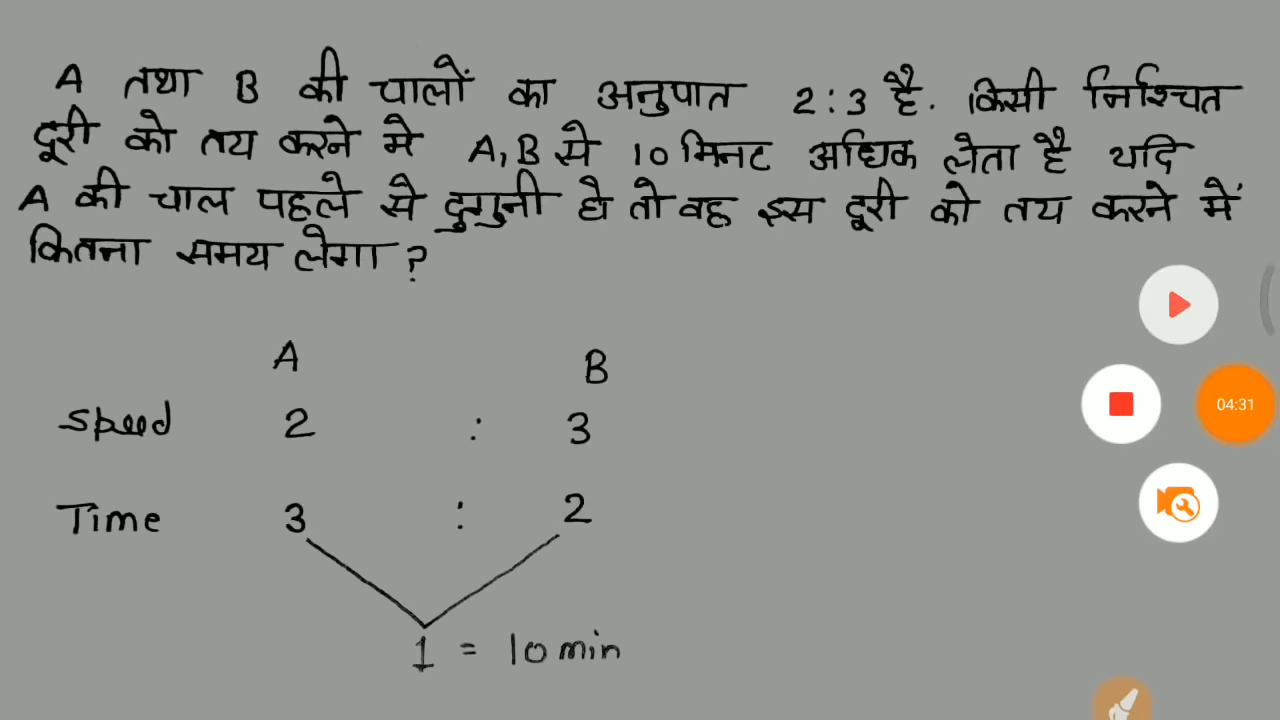 A तथा B की चालों का अनुपात 2:3 है. किसी निश्चित
दूरी को तय करने मे A, B से 10 मिनट अधिक लेता है यदि
A की चाल पहले से दुगुनी हो तो वह इस दूरी को तय करने में
कितना समय लेगा ?
A B
Speed 2 : 3
Time 3 : 2
1 = 10 min
04:31